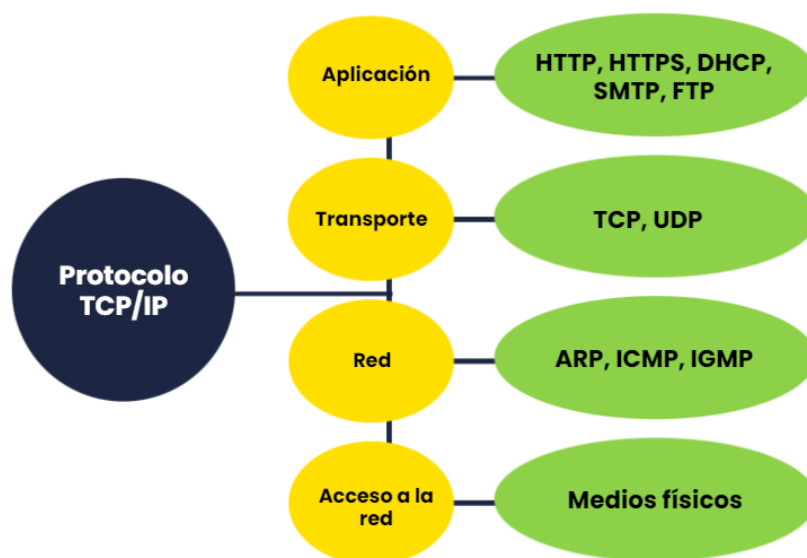 Protocolo
TCP/IP
Aplicación
HTTP, HTTPS, DHCP,
SMTP, FTP
Transporte
TCP, UDP
Red
ARP, ICMP, IGMP
Acceso a la
red
Medios físicos